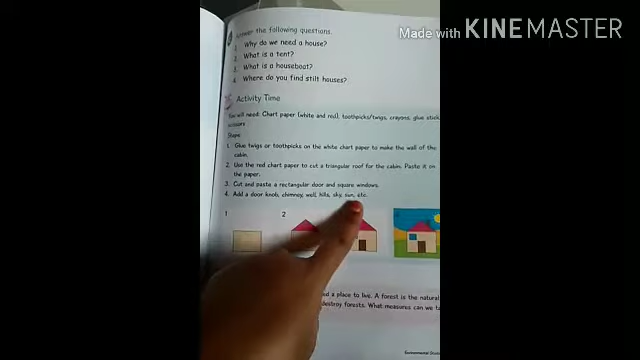 Made with KINEMASTER
Answer the following questions.
1. Why do we need a house?
2. What is a tent?
3. What is a houseboat?
4. Where do you find stilt houses?
Activity Time
You will need: Chart paper (white and red), toothpicks/twigs, crayons, glue stick,
scissors
Shape
1. Glue twigs or toothpicks on the white chart paper to make the wall of the
cabin.
2. Use the red chart paper to cut a triangular roof for the cabin. Paste it on
the paper.
3. Cut and paste a rectangular door and square windows.
4. Add a door knob, chimney, well, hills, sky, sun, etc.
1 2
a place to live. A forest is the natural
destroy forests. What measures can we
Environmental